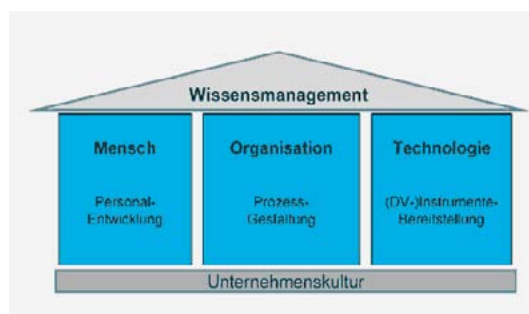 Wissensmanagement
Mensch
Personal-
Entwicklung
Organisation
Prozess-
Gestaltung
Technologie
(DV-)Instrumente-
Bereitstellung
Unternehmenskultur